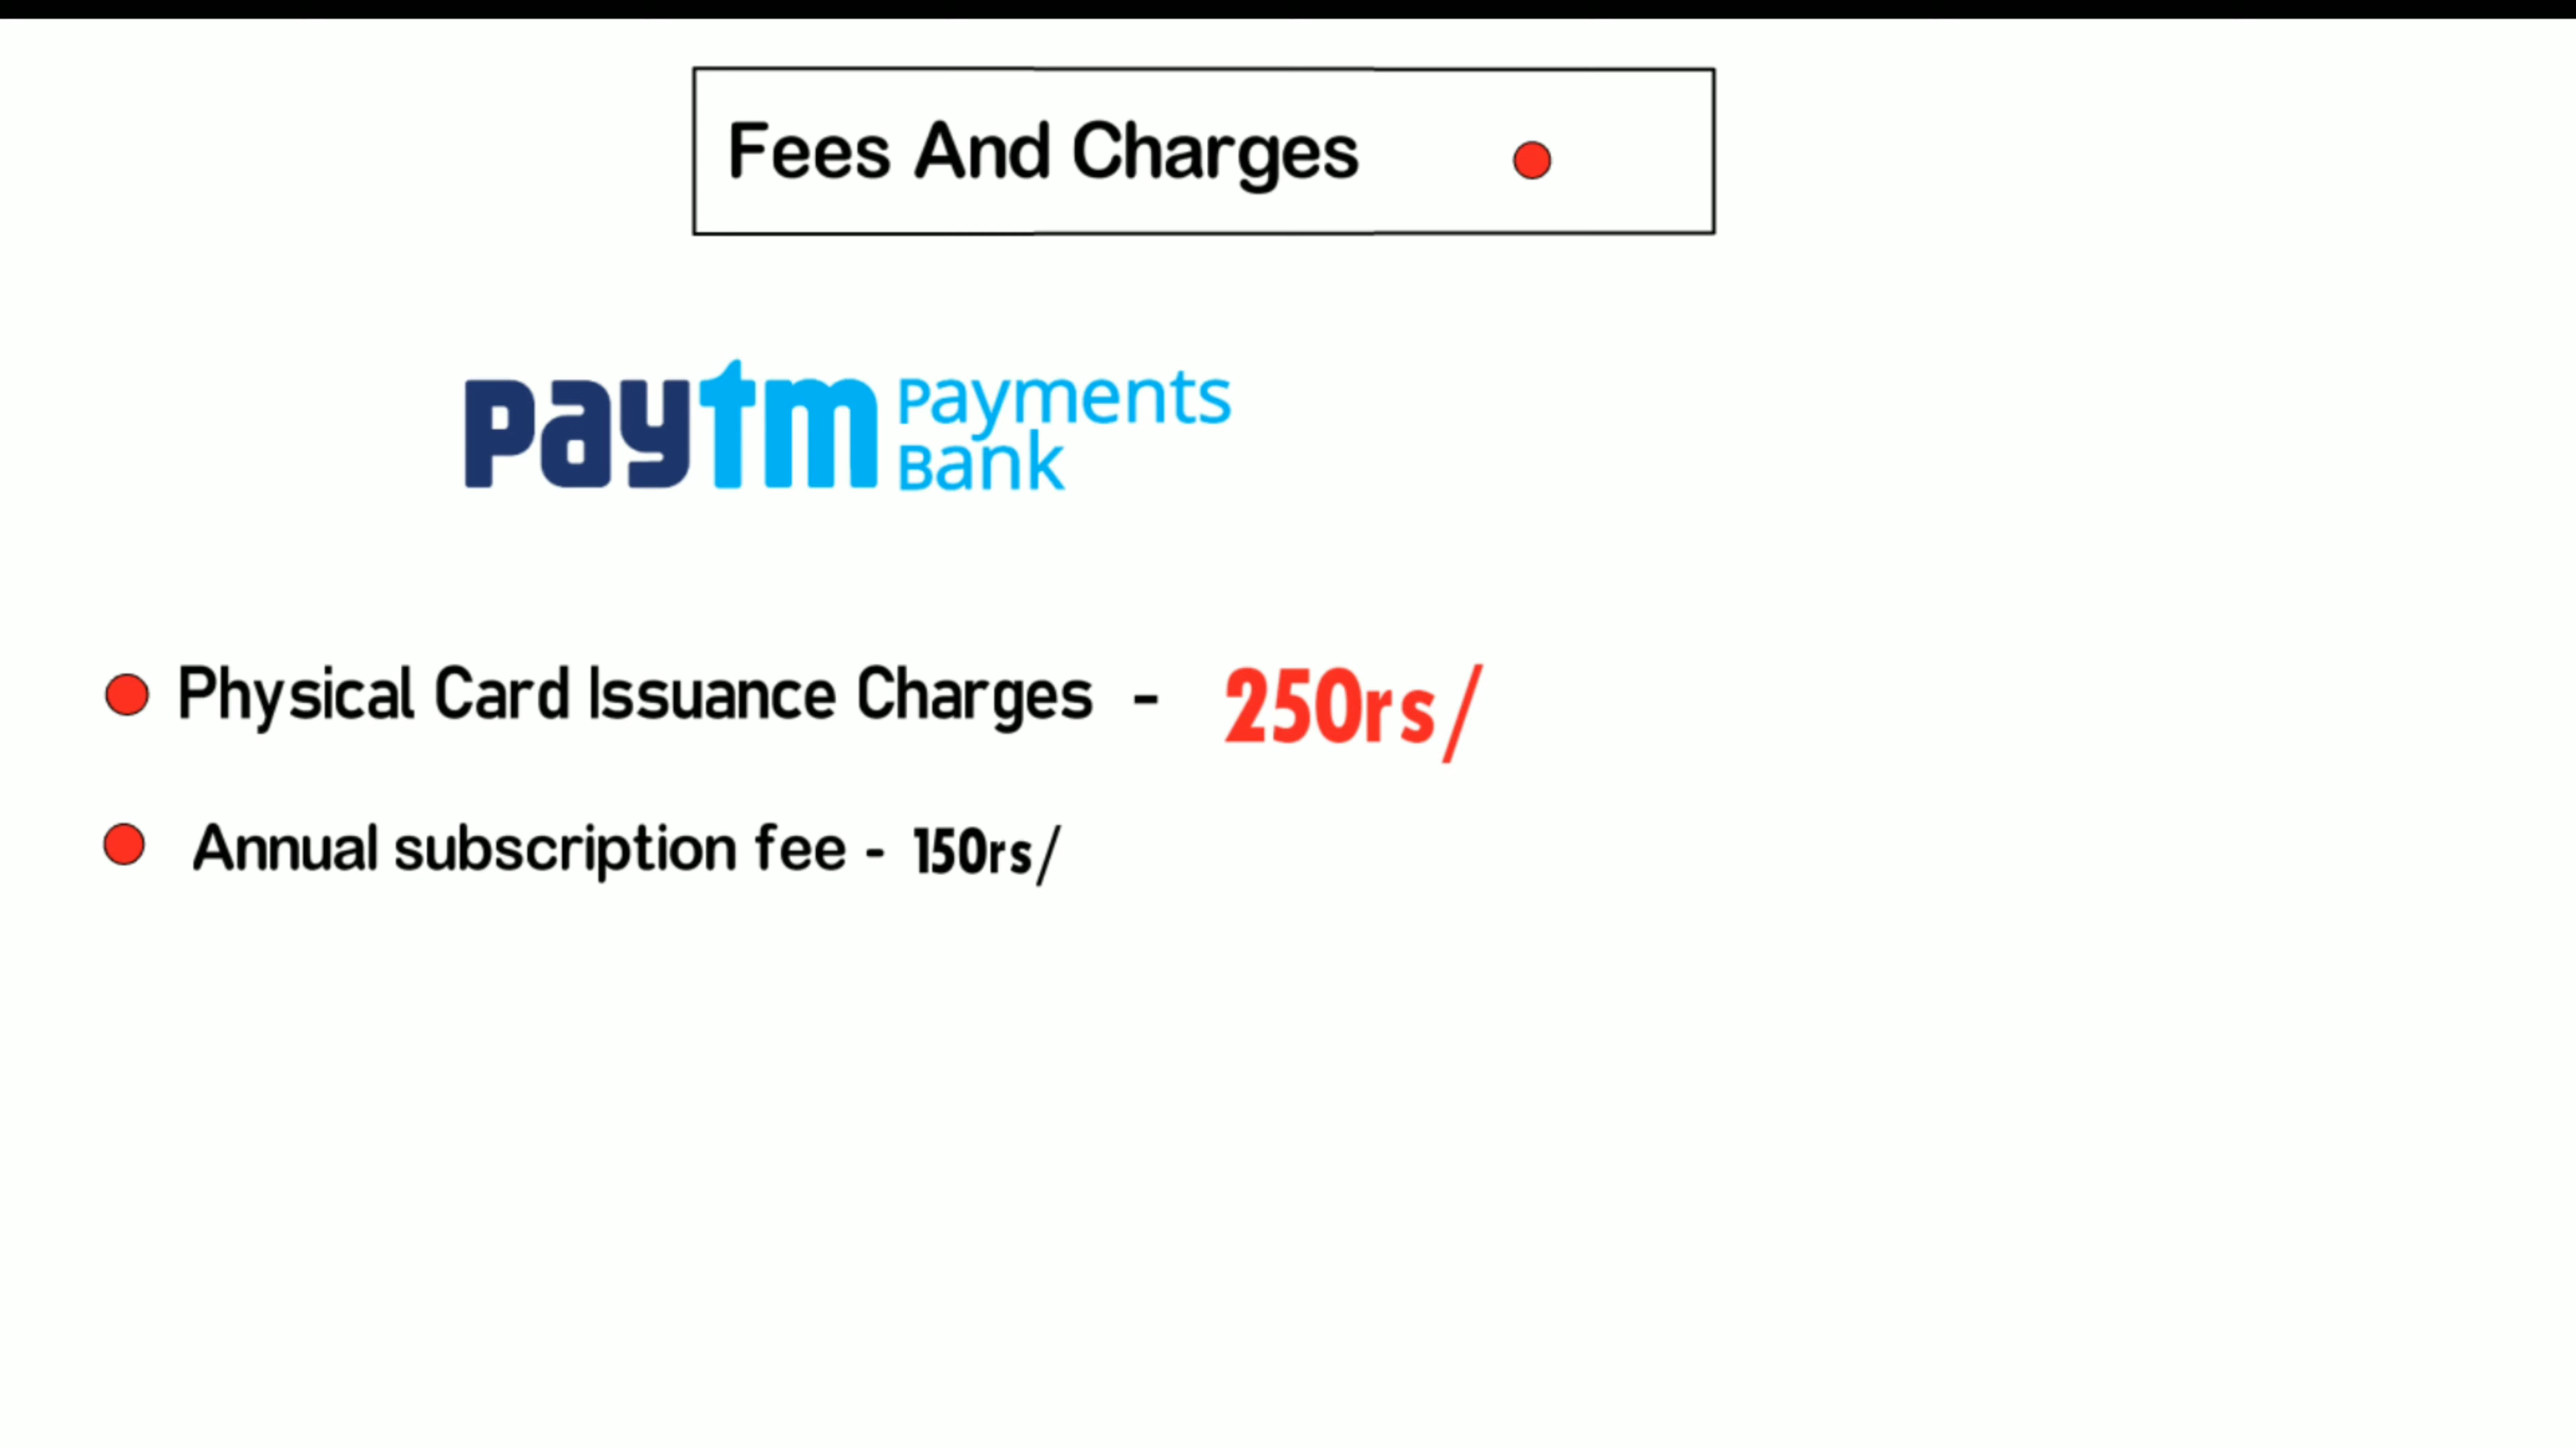 Fees And Charges
paytm Payments
Bank
Physical Card Issuance Charges - 250rs/
Annual subscription fee - 150rs/